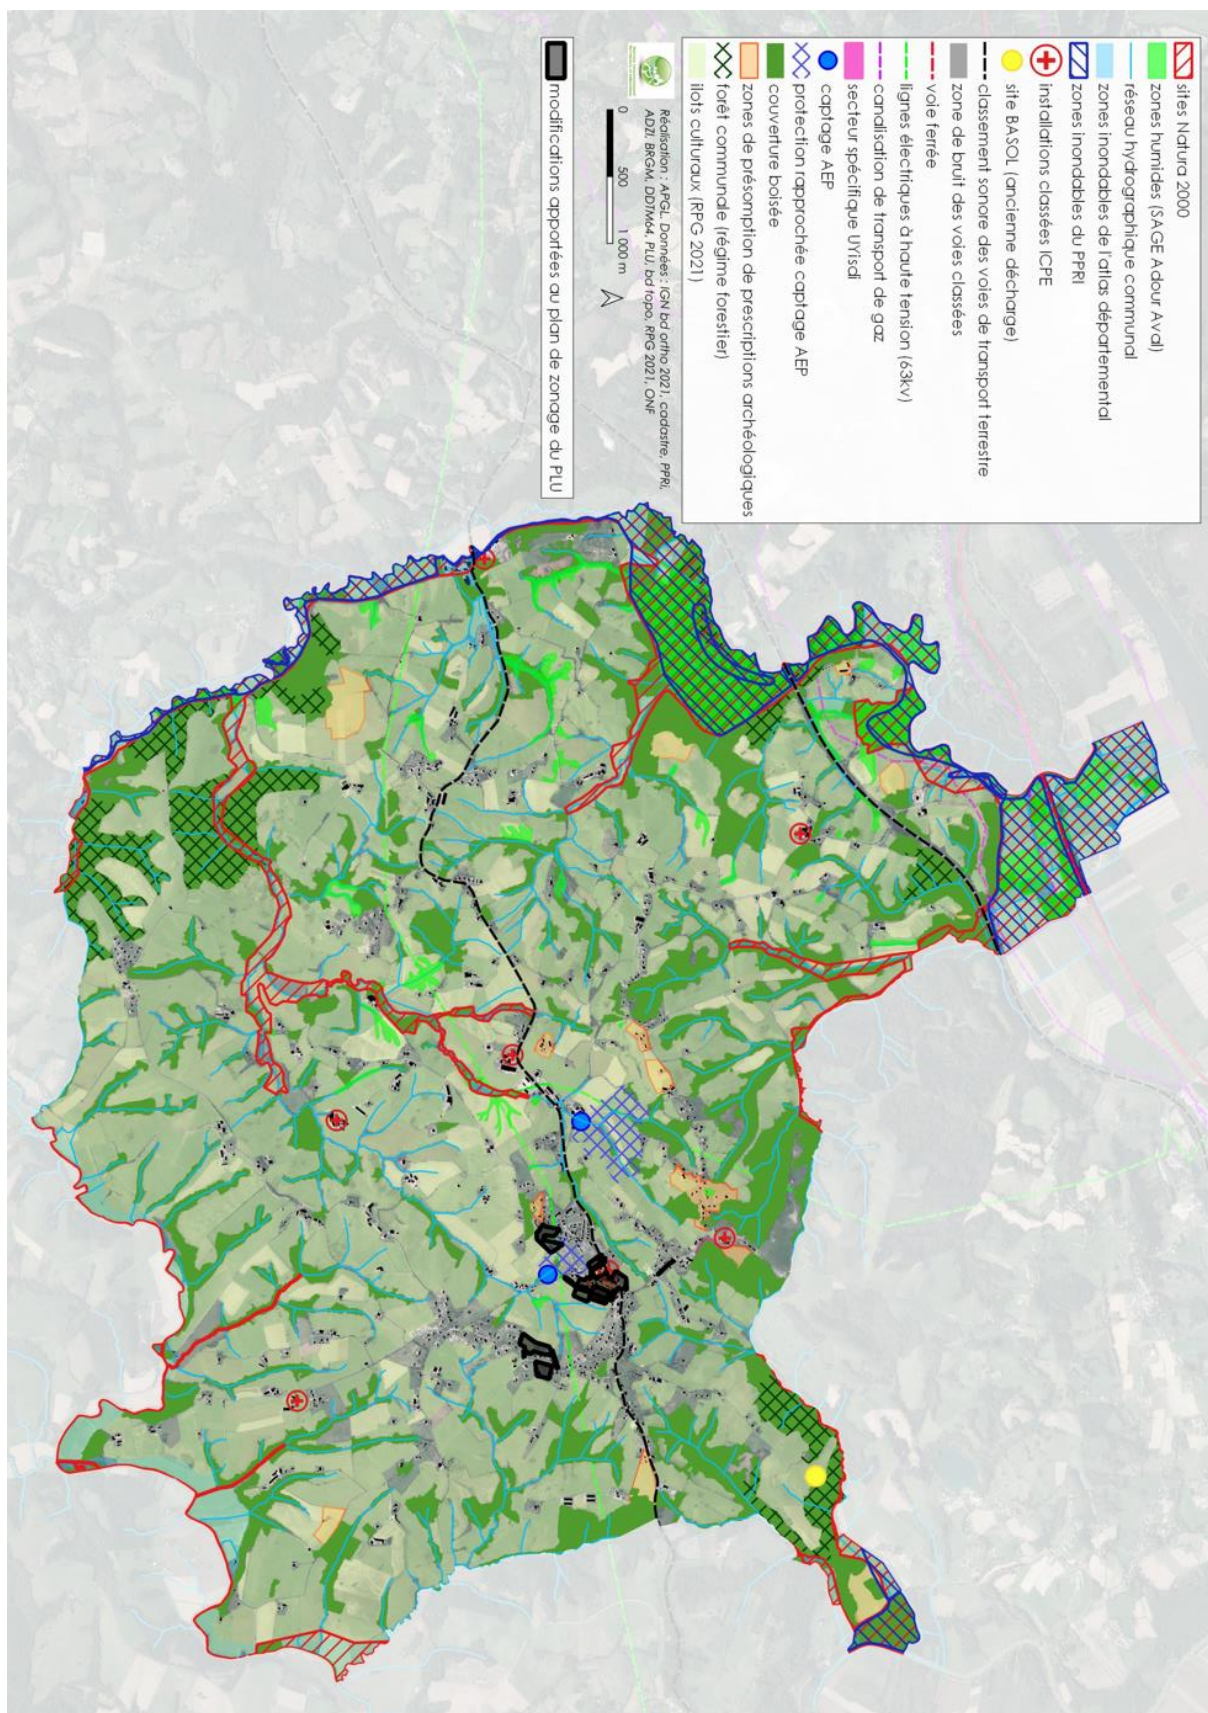 sites Natura 2000
zones humides (SAGE Adour Aval)
réseau hydrographique communal
zones inondables de l'atlas départemental
zones inondables du PPRI
installations classées ICPE
site BASOL (ancienne décharge)
classement sonore des voies de transport terrestre
zone de bruit des voies classées
voie ferrée
lignes électriques à haute tension (63kv)
canalisation de transport de gaz
secteur spécifique UYisdi
captage AEP
protection rapprochée captage AEP
couverture boisée
zones de présomption de prescriptions archéologiques
forêt communale (régime forestier)
ilots culturaux (RPG 2021)
Réalisation : APGL. Données : IGN bd ortho 2021, cadastre, PPRi,
ADZI, BRGM, DDTM64, PLU, bd topo, RPG 2021, ONF
0 500 1 000 m
modifications apportées au plan de zonage du PLU